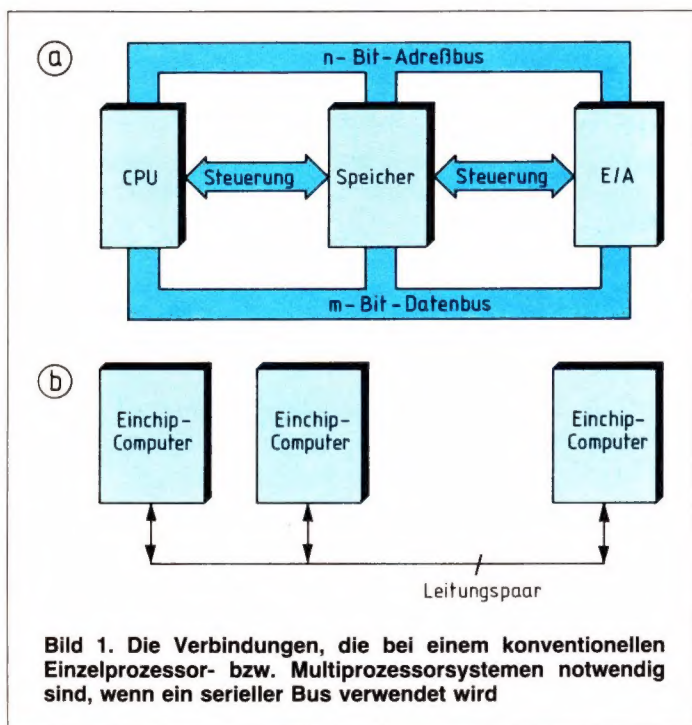 a
n-Bit-Adreßbus
CPU
Steuerung
Speicher
Steuerung
E/A
m-Bit-Datenbus
b
Einchip-
Computer
Einchip-
Computer
Einchip-
Computer
Leitungspaar
Bild 1. Die Verbindungen, die bei einem konventionellen
Einzelprozessor- bzw. Multiprozessorsystemen notwendig
sind, wenn ein serieller Bus verwendet wird